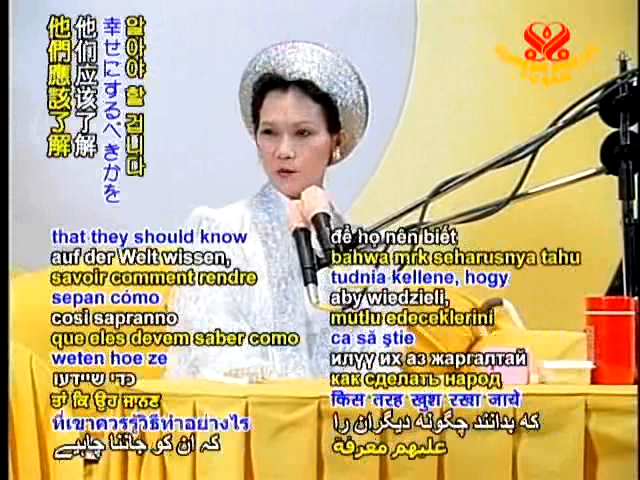 알아야 할 겁니다
幸せにするべきかを
他们应该了解
他們應該了解
that they should know
auf der Welt wissen,
savoir comment rendre
sepan cómo
così sapranno
que eles devem saber como
weten hoe ze
כדי שיידעו
ਤਾਂ ਕਿ ਉਹ ਜਾਨਣ
ที่เขาควรรู้วิธีทำอย่างไร
کہ ان کو جاننا چاہیے
để họ nên biết
bahwa mrk seharusnya tahu
tudnia kellene, hogy
aby wiedzieli,
mutlu edeceklerini
ca să ştie
илүү их аз жаргалтай
как сделать народ
किस तरह खुश रखा जाये
که بدانند چگونه دیگران را
عليهم معرفة